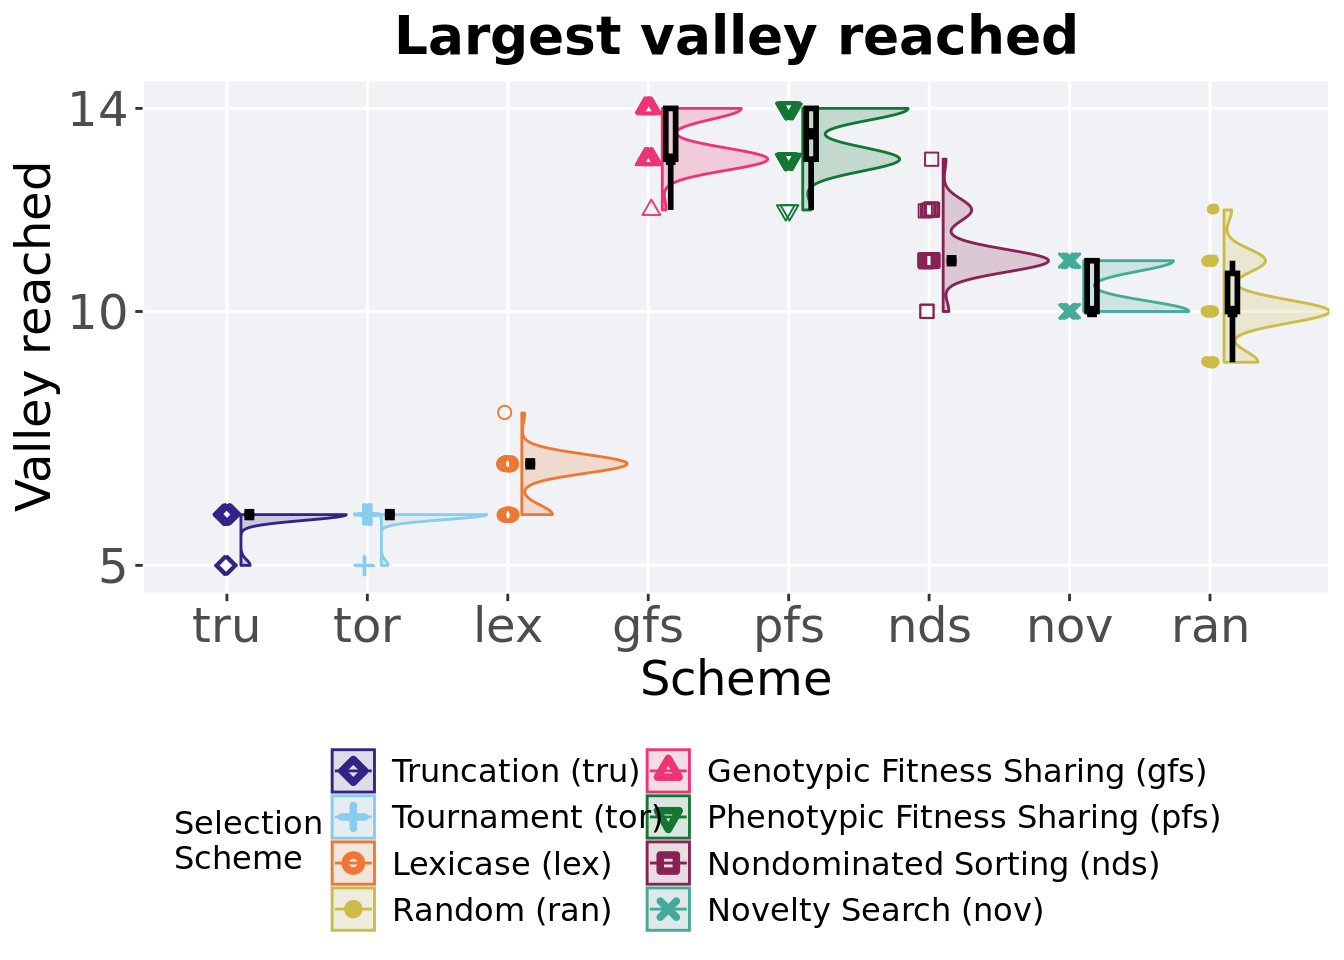 Largest valley reached
Valley reached
14
10
5
tru tor lex gfs pfs nds nov ran
Scheme
Selection
Scheme
Truncation (tru)
Tournament (tor)
Lexicase (lex)
Random (ran)
Genotypic Fitness Sharing (gfs)
Phenotypic Fitness Sharing (pfs)
Nondominated Sorting (nds)
Novelty Search (nov)